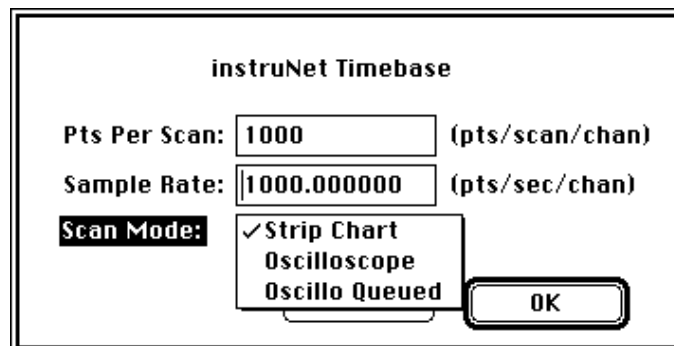 instruNet Timebase
Pts Per Scan: 1000 (pts/scan/chan)
Sample Rate: 1000.000000 (pts/sec/chan)
Scan Mode: ✓Strip Chart
Oscilloscope
Oscillo Queued
OK